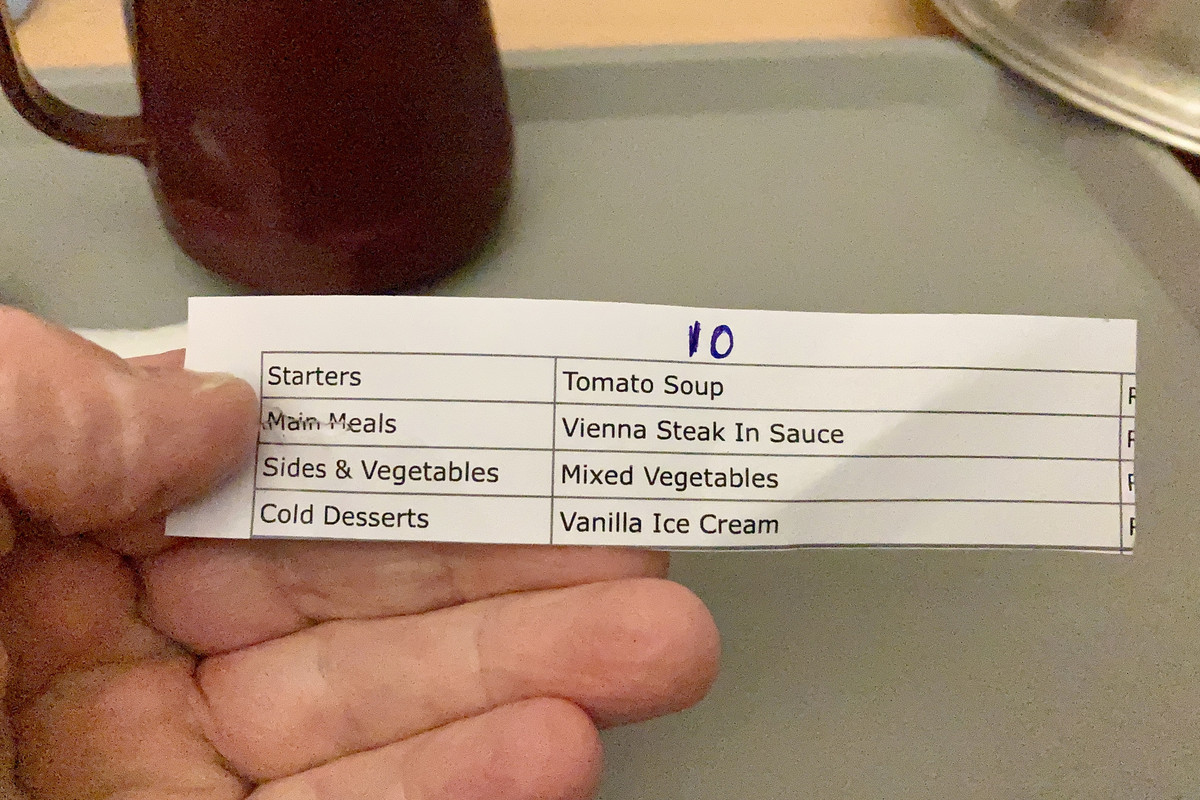 10
Starters Tomato Soup F
Main Meals Vienna Steak In Sauce F
Sides & Vegetables Mixed Vegetables F
Cold Desserts Vanilla Ice Cream F